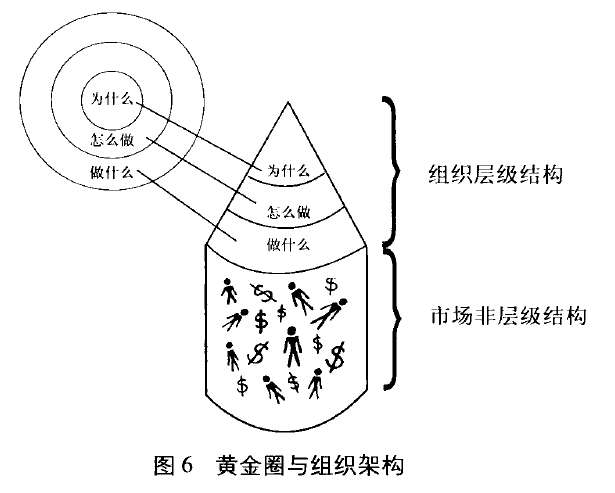 为什么
怎么做
做什么
为什么
怎么做
做什么
组织层级结构
市场非层级结构
$
$ $
$
$ $
$ $
图6 黄金圈与组织架构